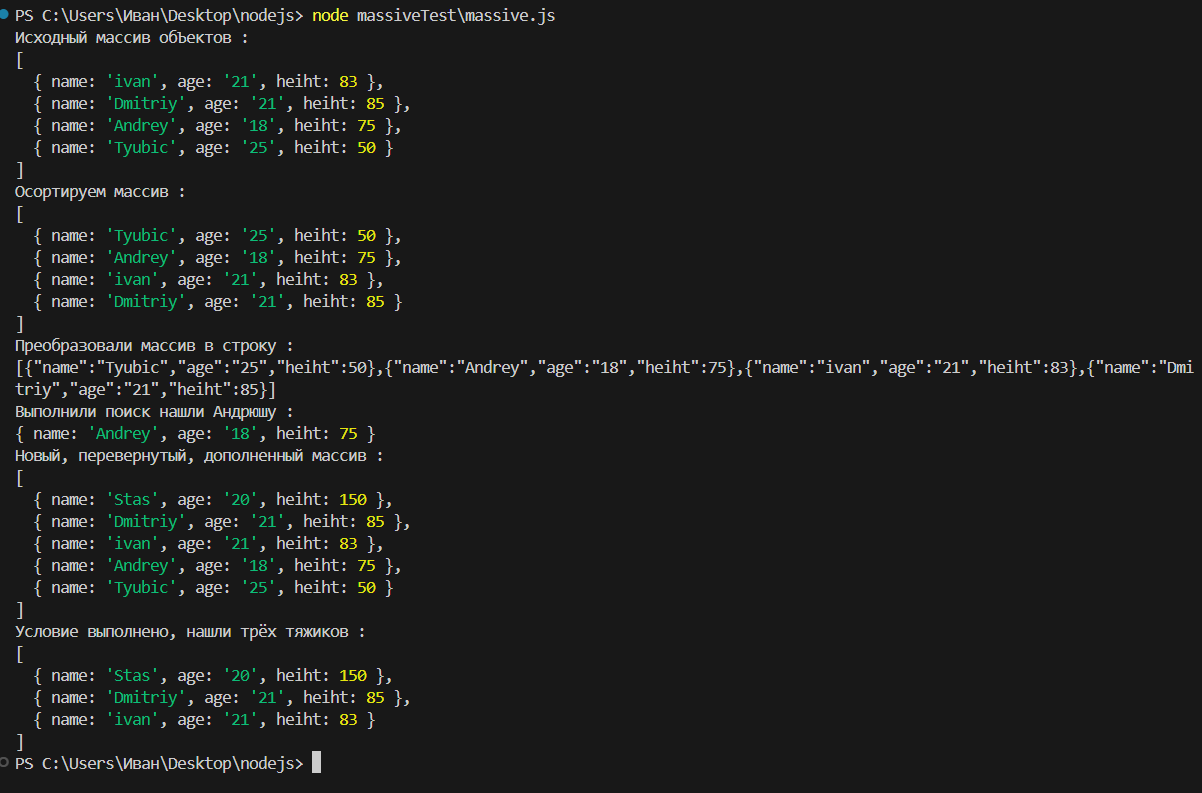 PS C:\Users\Иван\Desktop\nodejs> node massiveTest\massive.js
Исходный массив объектов :
[
  { name: 'ivan', age: '21', heiht: 83 },
  { name: 'Dmitriy', age: '21', heiht: 85 },
  { name: 'Andrey', age: '18', heiht: 75 },
  { name: 'Tyubic', age: '25', heiht: 50 }
]
Осортируем массив :
[
  { name: 'Tyubic', age: '25', heiht: 50 },
  { name: 'Andrey', age: '18', heiht: 75 },
  { name: 'ivan', age: '21', heiht: 83 },
  { name: 'Dmitriy', age: '21', heiht: 85 }
]
Преобразовали массив в строку :
[{"name":"Tyubic","age":"25","heiht":50},{"name":"Andrey","age":"18","heiht":75},{"name":"ivan","age":"21","heiht":83},{"name":"Dmi
triy","age":"21","heiht":85}]
Выполнили поиск нашли Андрюшу :
{ name: 'Andrey', age: '18', heiht: 75 }
Новый, перевернутый, дополненный массив :
[
  { name: 'Stas', age: '20', heiht: 150 },
  { name: 'Dmitriy', age: '21', heiht: 85 },
  { name: 'ivan', age: '21', heiht: 83 },
  { name: 'Andrey', age: '18', heiht: 75 },
  { name: 'Tyubic', age: '25', heiht: 50 }
]
Условие выполнено, нашли трёх тяжиков :
[
  { name: 'Stas', age: '20', heiht: 150 },
  { name: 'Dmitriy', age: '21', heiht: 85 },
  { name: 'ivan', age: '21', heiht: 83 }
]
PS C:\Users\Иван\Desktop\nodejs>